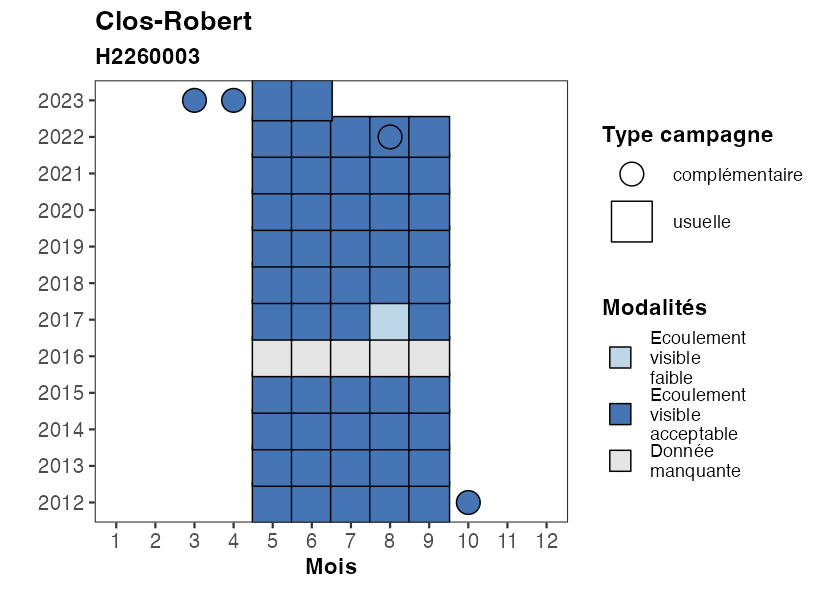 Clos-Robert
H2260003
2023
2022
2021
2020
2019
2018
2017
2016
2015
2014
2013
2012
1 2 3 4 5 6 7 8 9 10 11 12
Mois
Type campagne
complémentaire
usuelle
Modalités
Ecoulement
visible
faible
Ecoulement
visible
acceptable
Donnée
manquante